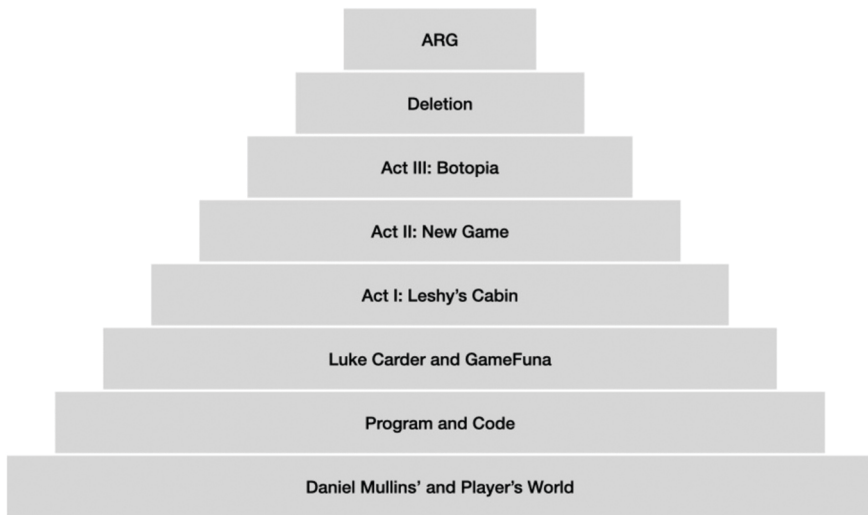 ARG
Deletion
Act III: Botopia
Act II: New Game
Act I: Leshy's Cabin
Luke Carder and GameFuna
Program and Code
Daniel Mullins' and Player's World